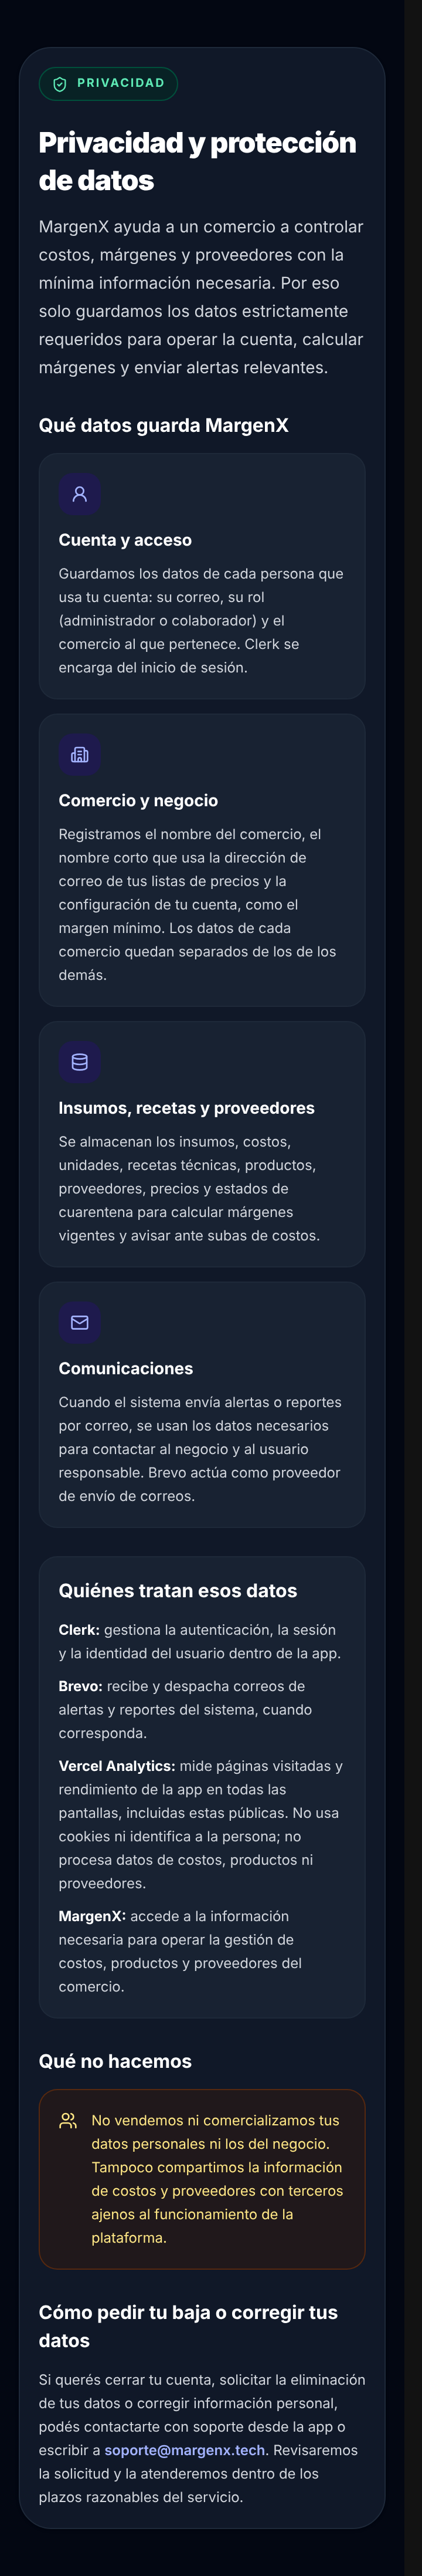 PRIVACIDAD
Privacidad y protección
de datos
MargenX ayuda a un comercio a controlar
costos, márgenes y proveedores con la
mínima información necesaria. Por eso
solo guardamos los datos estrictamente
requeridos para operar la cuenta, calcular
márgenes y enviar alertas relevantes.
Qué datos guarda MargenX
Cuenta y acceso
Guardamos los datos de cada persona que
usa tu cuenta: su correo, su rol
(administrador o colaborador) y el
comercio al que pertenece. Clerk se
encarga del inicio de sesión.
Comercio y negocio
Registramos el nombre del comercio, el
nombre corto que usa la dirección de
correo de tus listas de precios y la
configuración de tu cuenta, como el
margen mínimo. Los datos de cada
comercio quedan separados de los de los
demás.
Insumos, recetas y proveedores
Se almacenan los insumos, costos,
unidades, recetas técnicas, productos,
proveedores, precios y estados de
cuarentena para calcular márgenes
vigentes y avisar ante subas de costos.
Comunicaciones
Cuando el sistema envía alertas o reportes
por correo, se usan los datos necesarios
para contactar al negocio y al usuario
responsable. Brevo actúa como proveedor
de envío de correos.
Quiénes tratan esos datos
Clerk: gestiona la autenticación, la sesión
y la identidad del usuario dentro de la app.
Brevo: recibe y despacha correos de
alertas y reportes del sistema, cuando
corresponda.
Vercel Analytics: mide páginas visitadas y
rendimiento de la app en todas las
pantallas, incluidas estas públicas. No usa
cookies ni identifica a la persona; no
procesa datos de costos, productos ni
proveedores.
MargenX: accede a la información
necesaria para operar la gestión de
costos, productos y proveedores del
comercio.
Qué no hacemos
No vendemos ni comercializamos tus
datos personales ni los del negocio.
Tampoco compartimos la información
de costos y proveedores con terceros
ajenos al funcionamiento de la
plataforma.
Cómo pedir tu baja o corregir tus
datos
Si querés cerrar tu cuenta, solicitar la eliminación
de tus datos o corregir información personal,
podés contactarte con soporte desde la app o
escribir a soporte@margenx.tech. Revisaremos
la solicitud y la atenderemos dentro de los
plazos razonables del servicio.